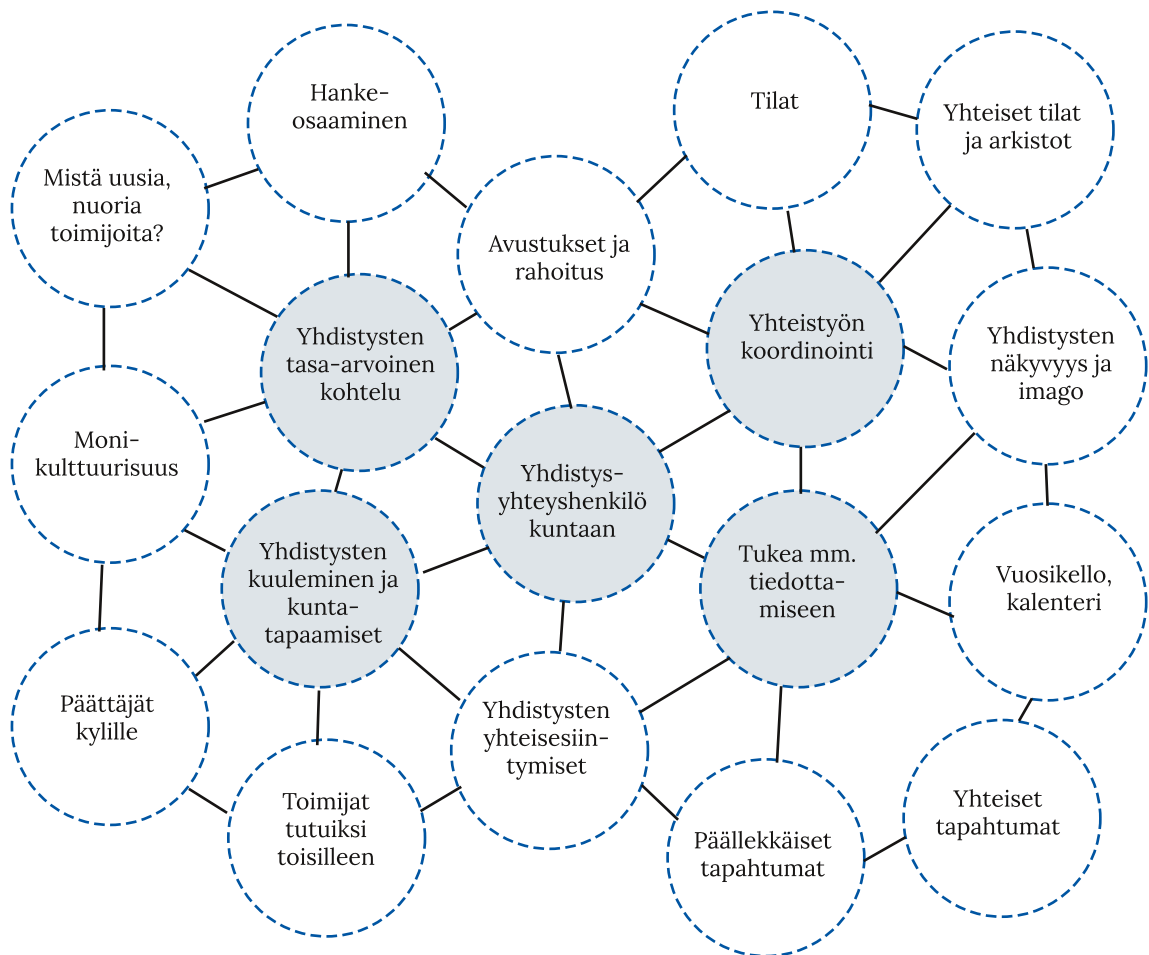 Hanke-
osaaminen
Tilat
Yhteiset tilat
ja arkistot
Mistä uusia,
nuoria
toimijoita?
Avustukset ja
rahoitus
Yhdistysten
tasa-arvoinen
kohtelu
Yhteistyön
koordinointi
Yhdistysten
näkyvyys ja
imago
Moni-
kulttuurisuus
Yhdistys-
yhteyshenkilö
kuntaan
Yhdistysten
kuuleminen ja
kunta-
tapaamiset
Tukea mm.
tiedotta-
miseen
Vuosikello,
kalenteri
Päättäjät
kylille
Yhdistysten
yhteisesiin-
tymiset
Toimijat
tutuiksi
toisilleen
Päällekkäiset
tapahtumat
Yhteiset
tapahtumat